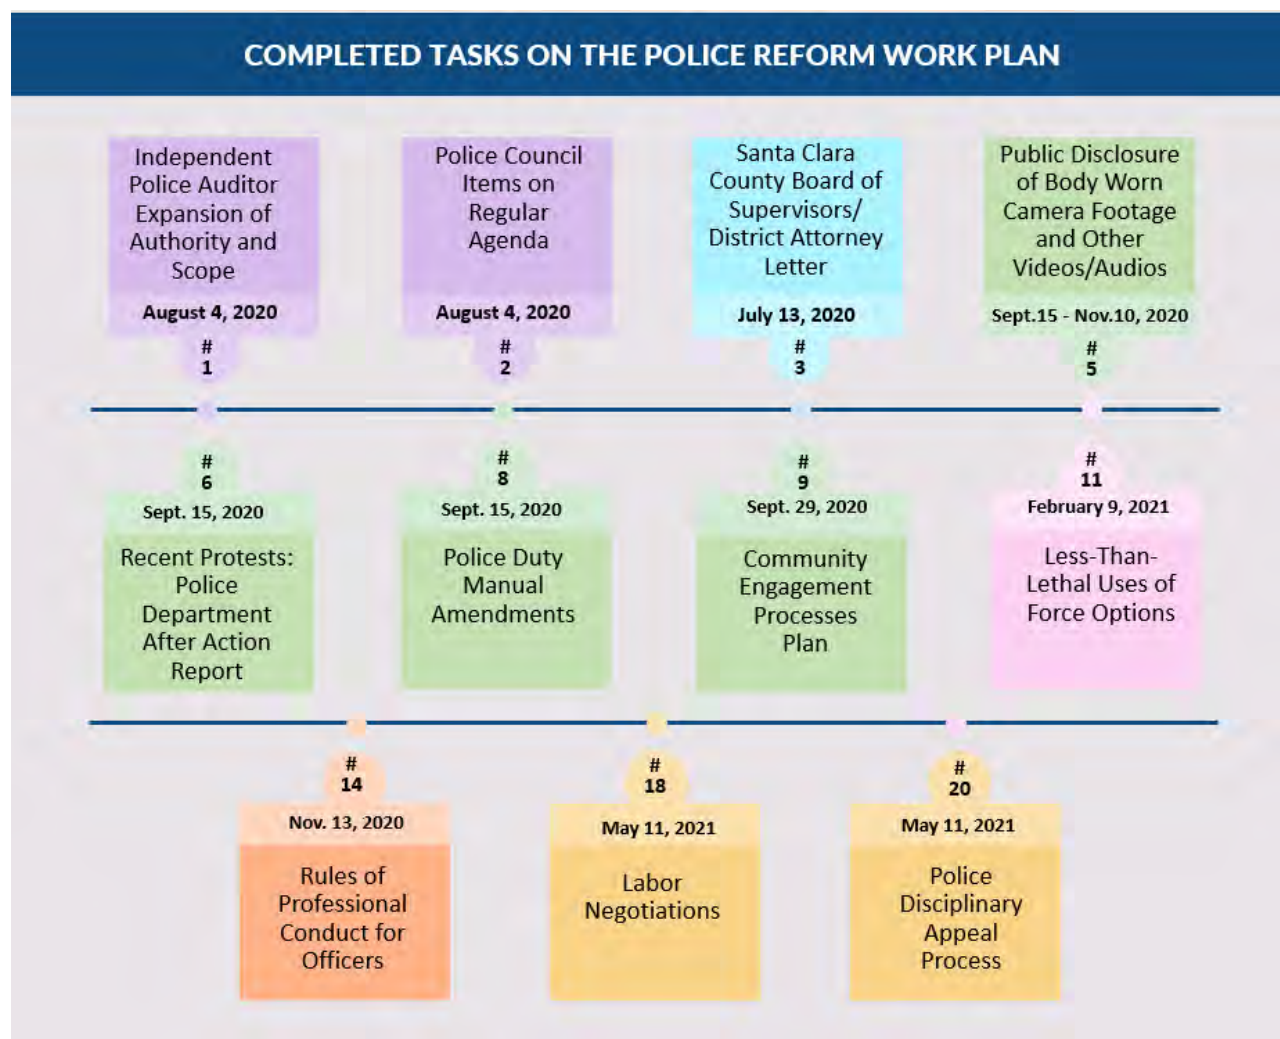 COMPLETED TASKS ON THE POLICE REFORM WORK PLAN
Independent
Police Auditor
Expansion of
Authority and
Scope
August 4, 2020
#
1
Police Council
Items on
Regular
Agenda
August 4, 2020
#
2
Santa Clara
County Board of
Supervisors/
District Attorney
Letter
July 13, 2020
#
3
Public Disclosure
of Body Worn
Camera Footage
and Other
Videos/Audios
Sept.15 - Nov.10, 2020
#
5
#
6
Sept. 15, 2020
Recent Protests:
Police
Department
After Action
Report
#
8
Sept. 15, 2020
Police Duty
Manual
Amendments
#
9
Sept. 29, 2020
Community
Engagement
Processes
Plan
#
11
February 9, 2021
Less-Than-
Lethal Uses of
Force Options
#
14
Nov. 13, 2020
Rules of
Professional
Conduct for
Officers
#
18
May 11, 2021
Labor
Negotiations
#
20
May 11, 2021
Police
Disciplinary
Appeal
Process